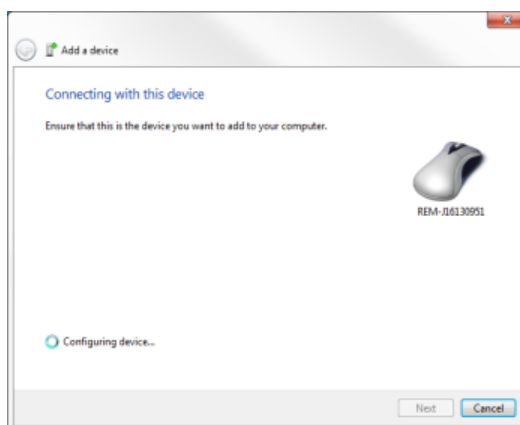 Add a device
Connecting with this device
Ensure that this is the device you want to add to your computer.
REM-J16130951
Configuring device...
Next
Cancel